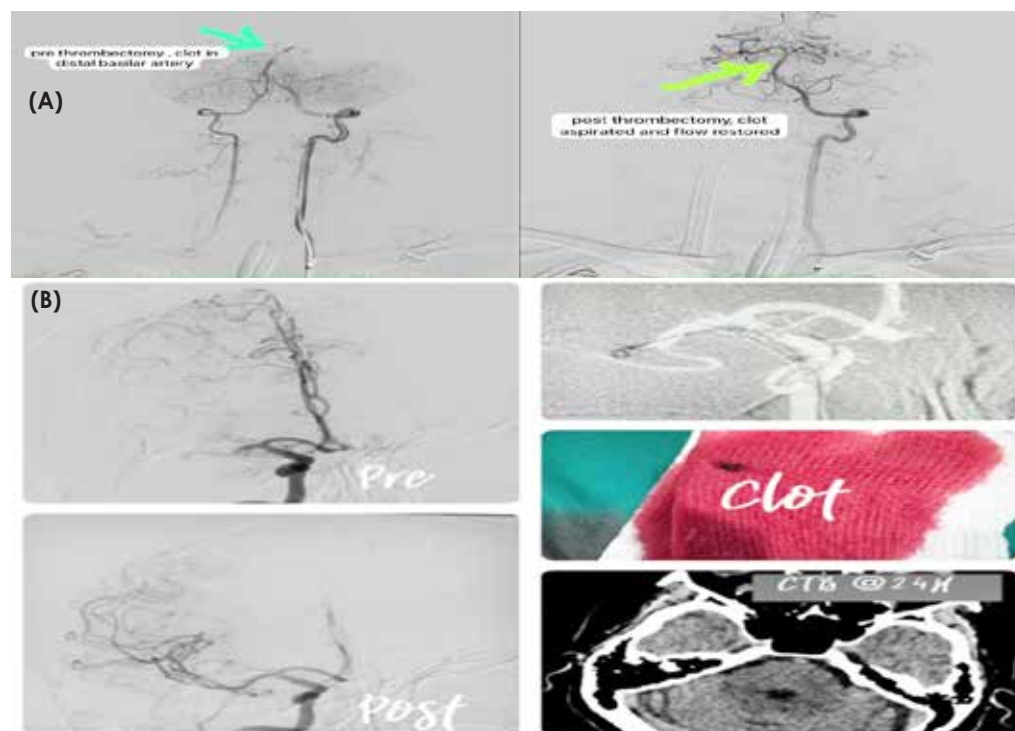 pre thrombectomy , clot in
distal basilar artery
(A)
post thrombectomy, clot
aspirated and flow restored
(B)
Pre
Clot
CTB @ 24H
Post